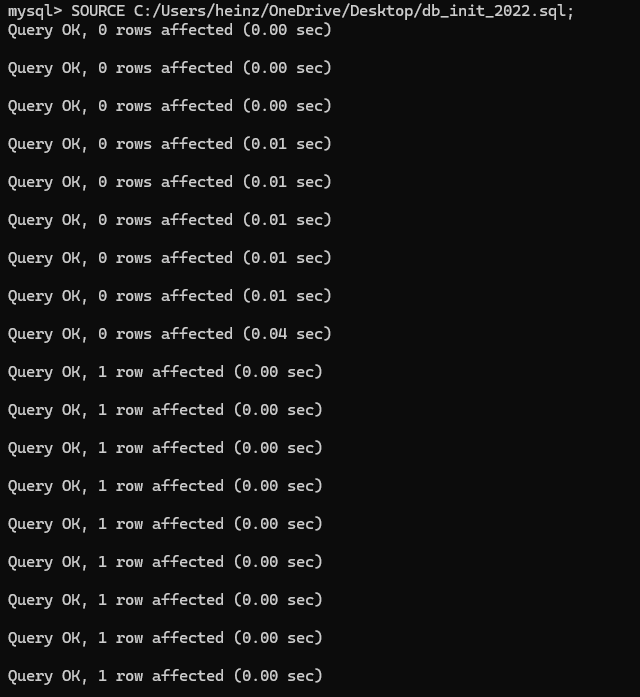 mysql> SOURCE C:/Users/heinz/OneDrive/Desktop/db_init_2022.sql;
Query OK, 0 rows affected (0.00 sec)
Query OK, 0 rows affected (0.00 sec)
Query OK, 0 rows affected (0.00 sec)
Query OK, 0 rows affected (0.01 sec)
Query OK, 0 rows affected (0.01 sec)
Query OK, 0 rows affected (0.01 sec)
Query OK, 0 rows affected (0.01 sec)
Query OK, 0 rows affected (0.01 sec)
Query OK, 0 rows affected (0.04 sec)
Query OK, 1 row affected (0.00 sec)
Query OK, 1 row affected (0.00 sec)
Query OK, 1 row affected (0.00 sec)
Query OK, 1 row affected (0.00 sec)
Query OK, 1 row affected (0.00 sec)
Query OK, 1 row affected (0.00 sec)
Query OK, 1 row affected (0.00 sec)
Query OK, 1 row affected (0.00 sec)
Query OK, 1 row affected (0.00 sec)